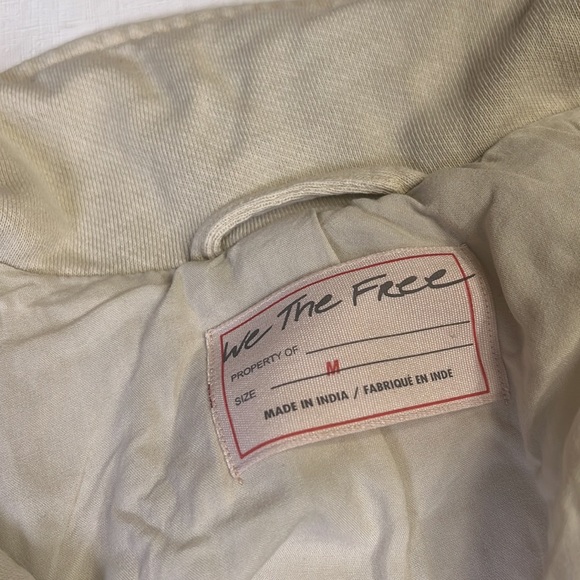 We The Free
PROPERTY OF
SIZE M
MADE IN INDIA / FABRIQUÉ EN INDE